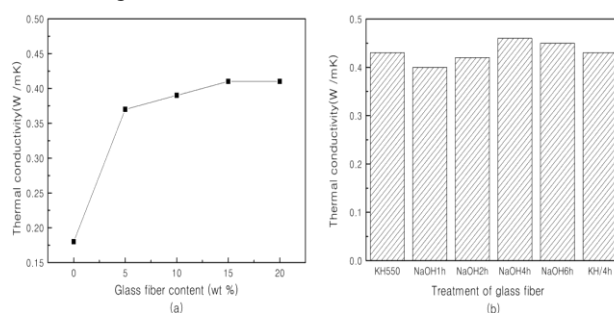 0.50
0.45
0.40
0.35
0.30
0.25
0.20
0.15
Thermal conductivity(W /mK)
0 5 10 15 20
Glass fiber content (wt %)
(a)
0.5
0.4
0.3
0.2
0.1
0.0
Thermal conductivity(W /mK)
KH550 NaOH1h NaOH2h NaOH4h NaOH6h KH/4h
Treatment of glass fiber
(b)